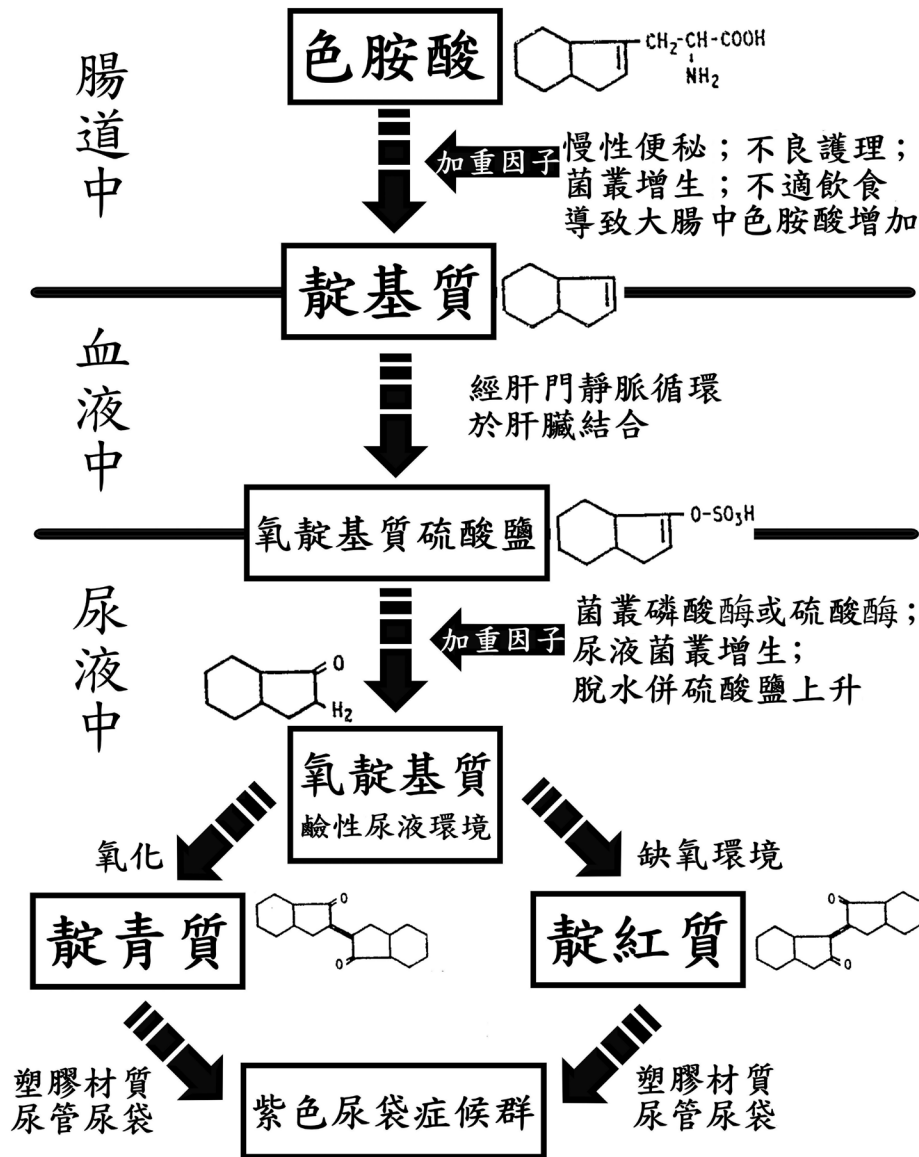 腸道中
色胺酸
CH₂-CH-COOH
NH₂
加重因子
慢性便秘；不良護理；
菌叢增生；不適飲食
導致大腸中色胺酸增加
靛基質
血液中
經肝門靜脈循環
於肝臟結合
氧靛基質硫酸鹽
O-SO₃H
尿液中
加重因子
菌叢磷酸酶或硫酸酶；
尿液菌叢增生；
脫水併硫酸鹽上升
O
H₂
氧靛基質
鹼性尿液環境
氧化
缺氧環境
靛青質
O
O
靛紅質
O
O
塑膠材質
尿管尿袋
紫色尿袋症候群
塑膠材質
尿管尿袋